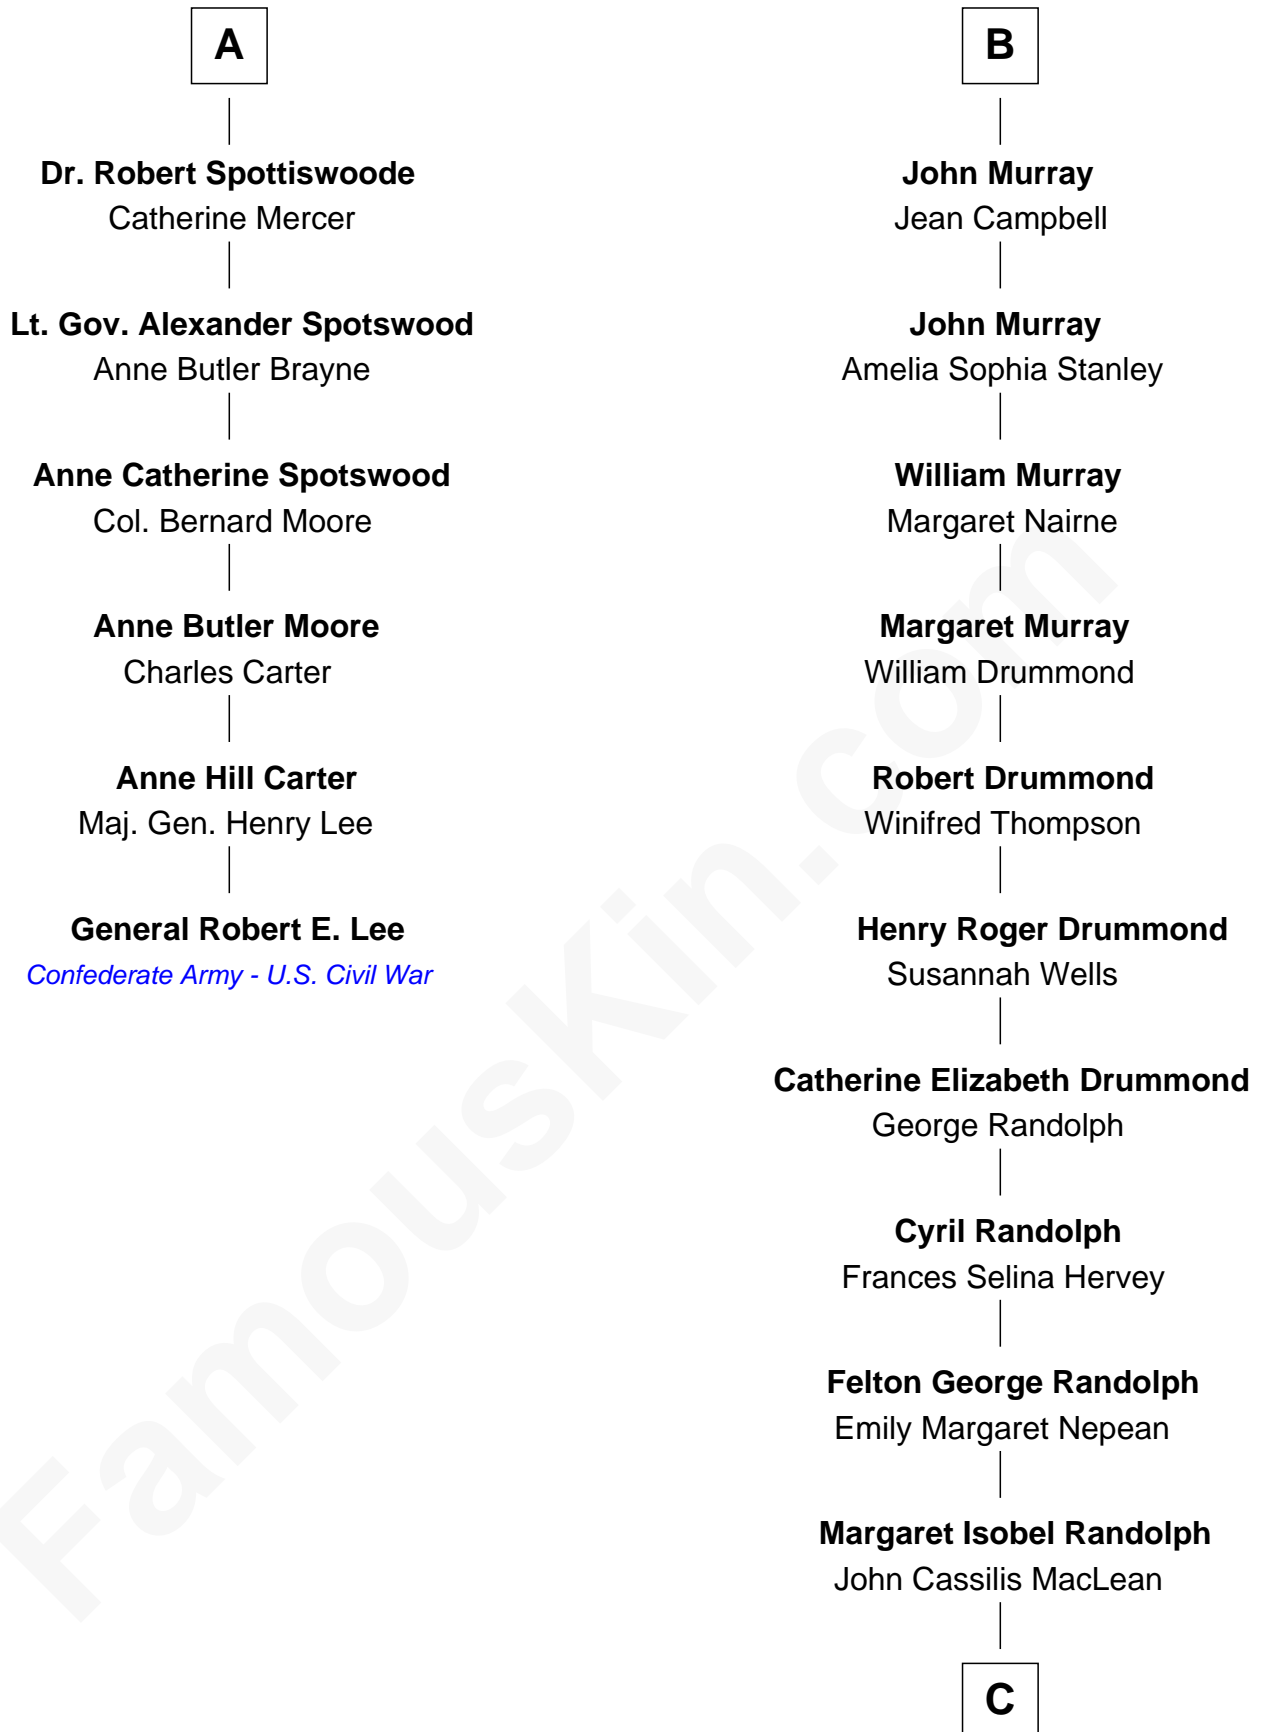 A
Dr. Robert Spottiswoode
Catherine Mercer
Lt. Gov. Alexander Spotswood
Anne Butler Brayne
Anne Catherine Spotswood
Col. Bernard Moore
Anne Butler Moore
Charles Carter
Anne Hill Carter
Maj. Gen. Henry Lee
General Robert E. Lee
Confederate Army - U.S. Civil War
B
John Murray
Jean Campbell
John Murray
Amelia Sophia Stanley
William Murray
Margaret Nairne
Margaret Murray
William Drummond
Robert Drummond
Winifred Thompson
Henry Roger Drummond
Susannah Wells
Catherine Elizabeth Drummond
George Randolph
Cyril Randolph
Frances Selina Hervey
Felton George Randolph
Emily Margaret Nepean
Margaret Isobel Randolph
John Cassilis MacLean
C
FamousKin.com